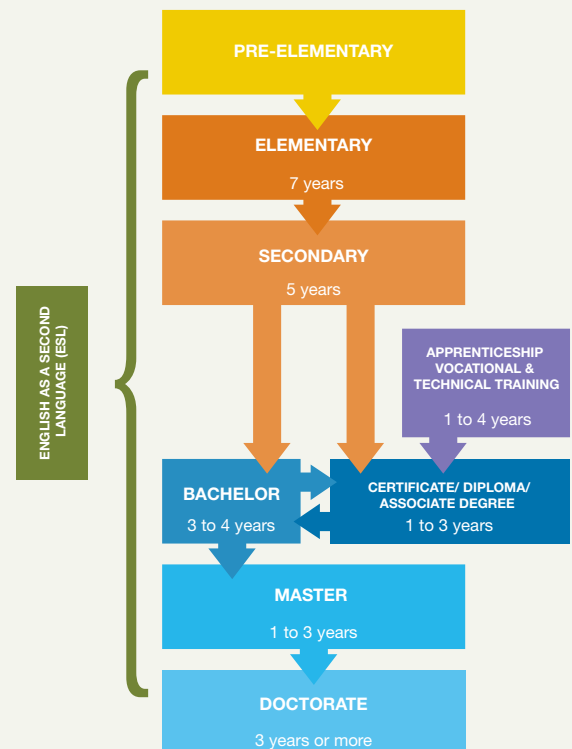 PRE-ELEMENTARY
ELEMENTARY
7 years
SECONDARY
5 years
ENGLISH AS A SECOND
LANGUAGE (ESL)
APPRENTICESHIP
VOCATIONAL &
TECHNICAL TRAINING
1 to 4 years
BACHELOR
3 to 4 years
CERTIFICATE/ DIPLOMA/
ASSOCIATE DEGREE
1 to 3 years
MASTER
1 to 3 years
DOCTORATE
3 years or more